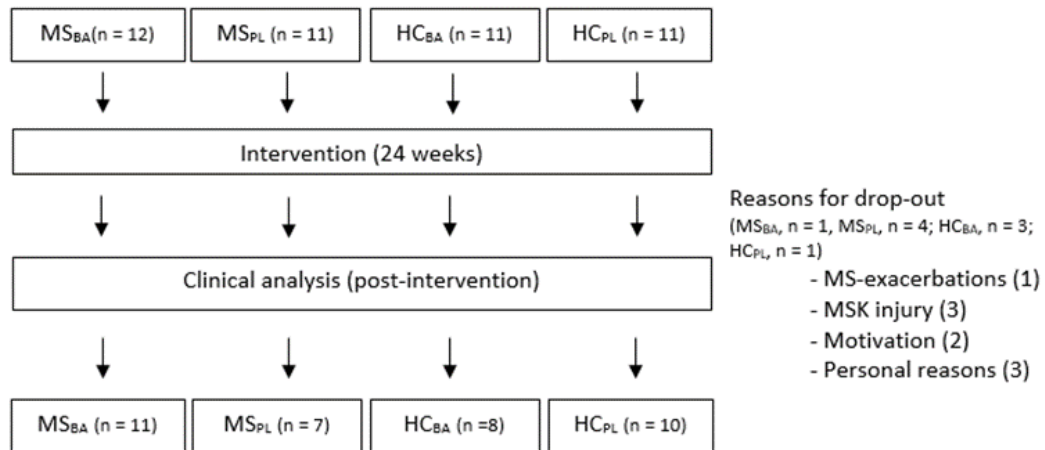 MSBA(n = 12) MSPL (n = 11) HCBA (n = 11) HCPL (n = 11)
Intervention (24 weeks)
Reasons for drop-out
(MSBA, n = 1, MSPL, n = 4; HCBA, n = 3;
HCPL, n = 1)
Clinical analysis (post-intervention)
- MS-exacerbations (1)
- MSK injury (3)
- Motivation (2)
- Personal reasons (3)
MSBA (n = 11) MSPL (n = 7) HCBA (n =8) HCPL (n = 10)